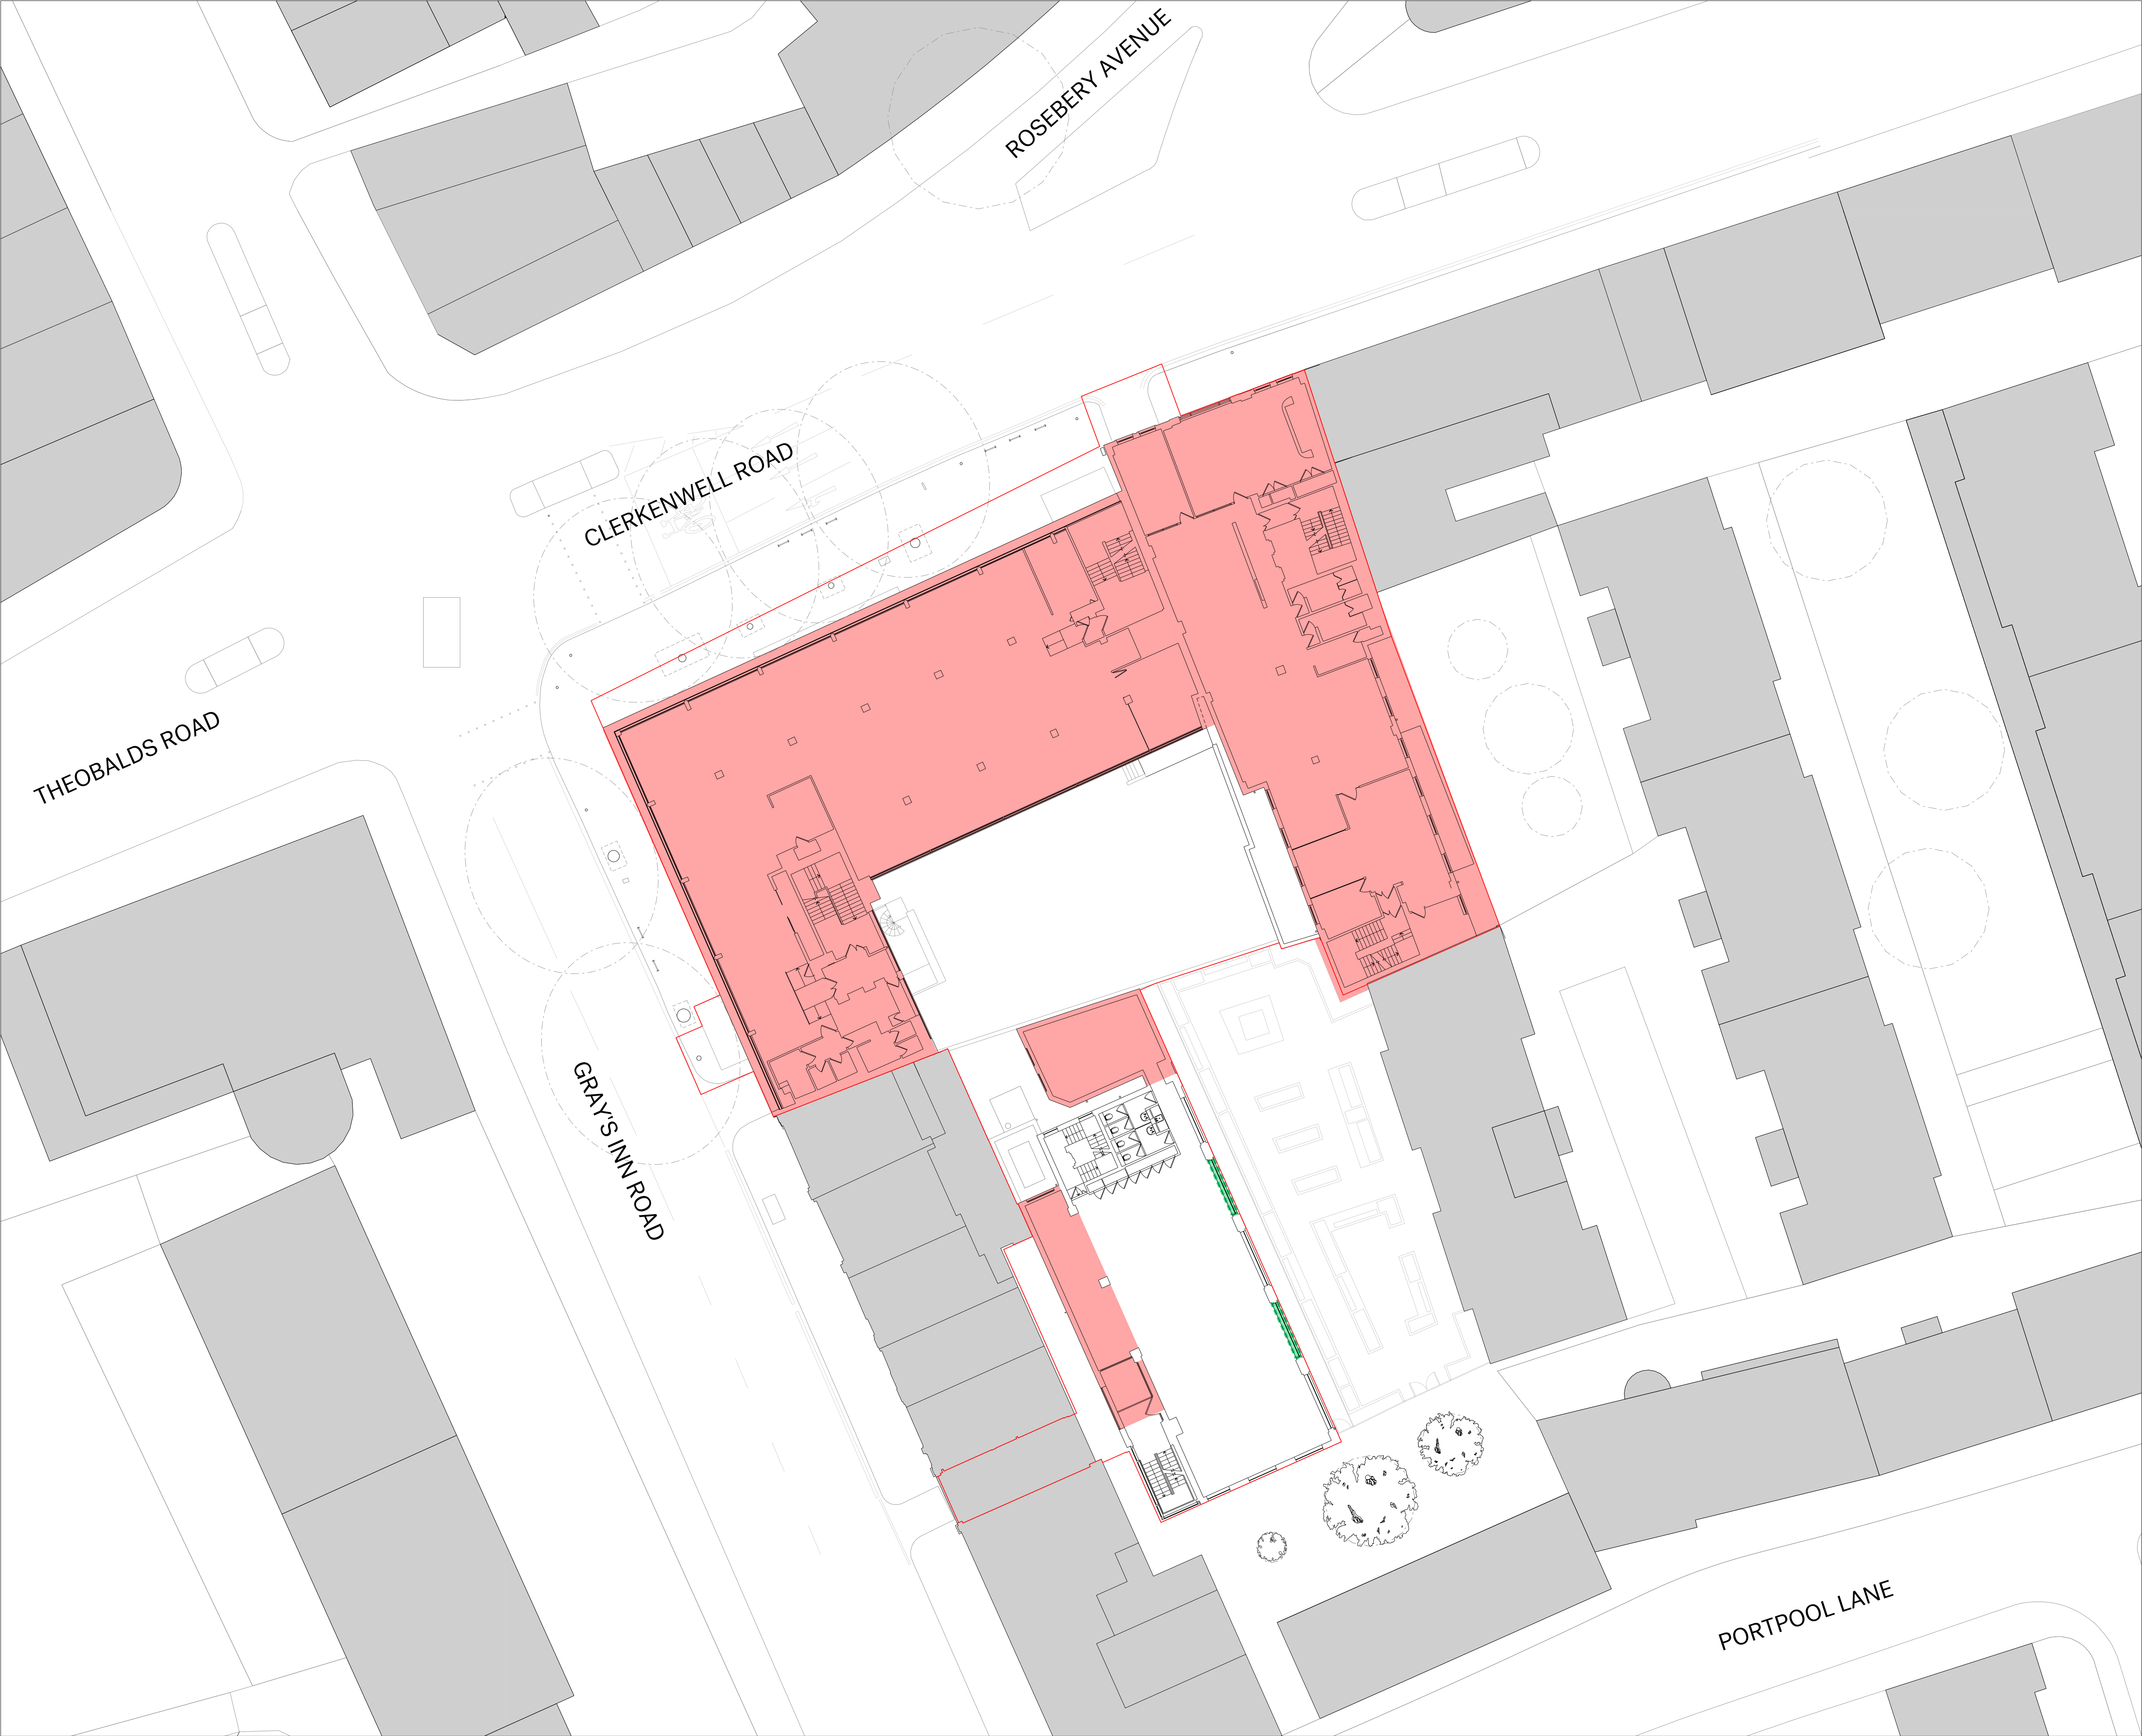 ROSEBERY AVENUE
CLERKENWELL ROAD
THEOBALDS ROAD
GRAY'S INN ROAD
PORTPOOL LANE